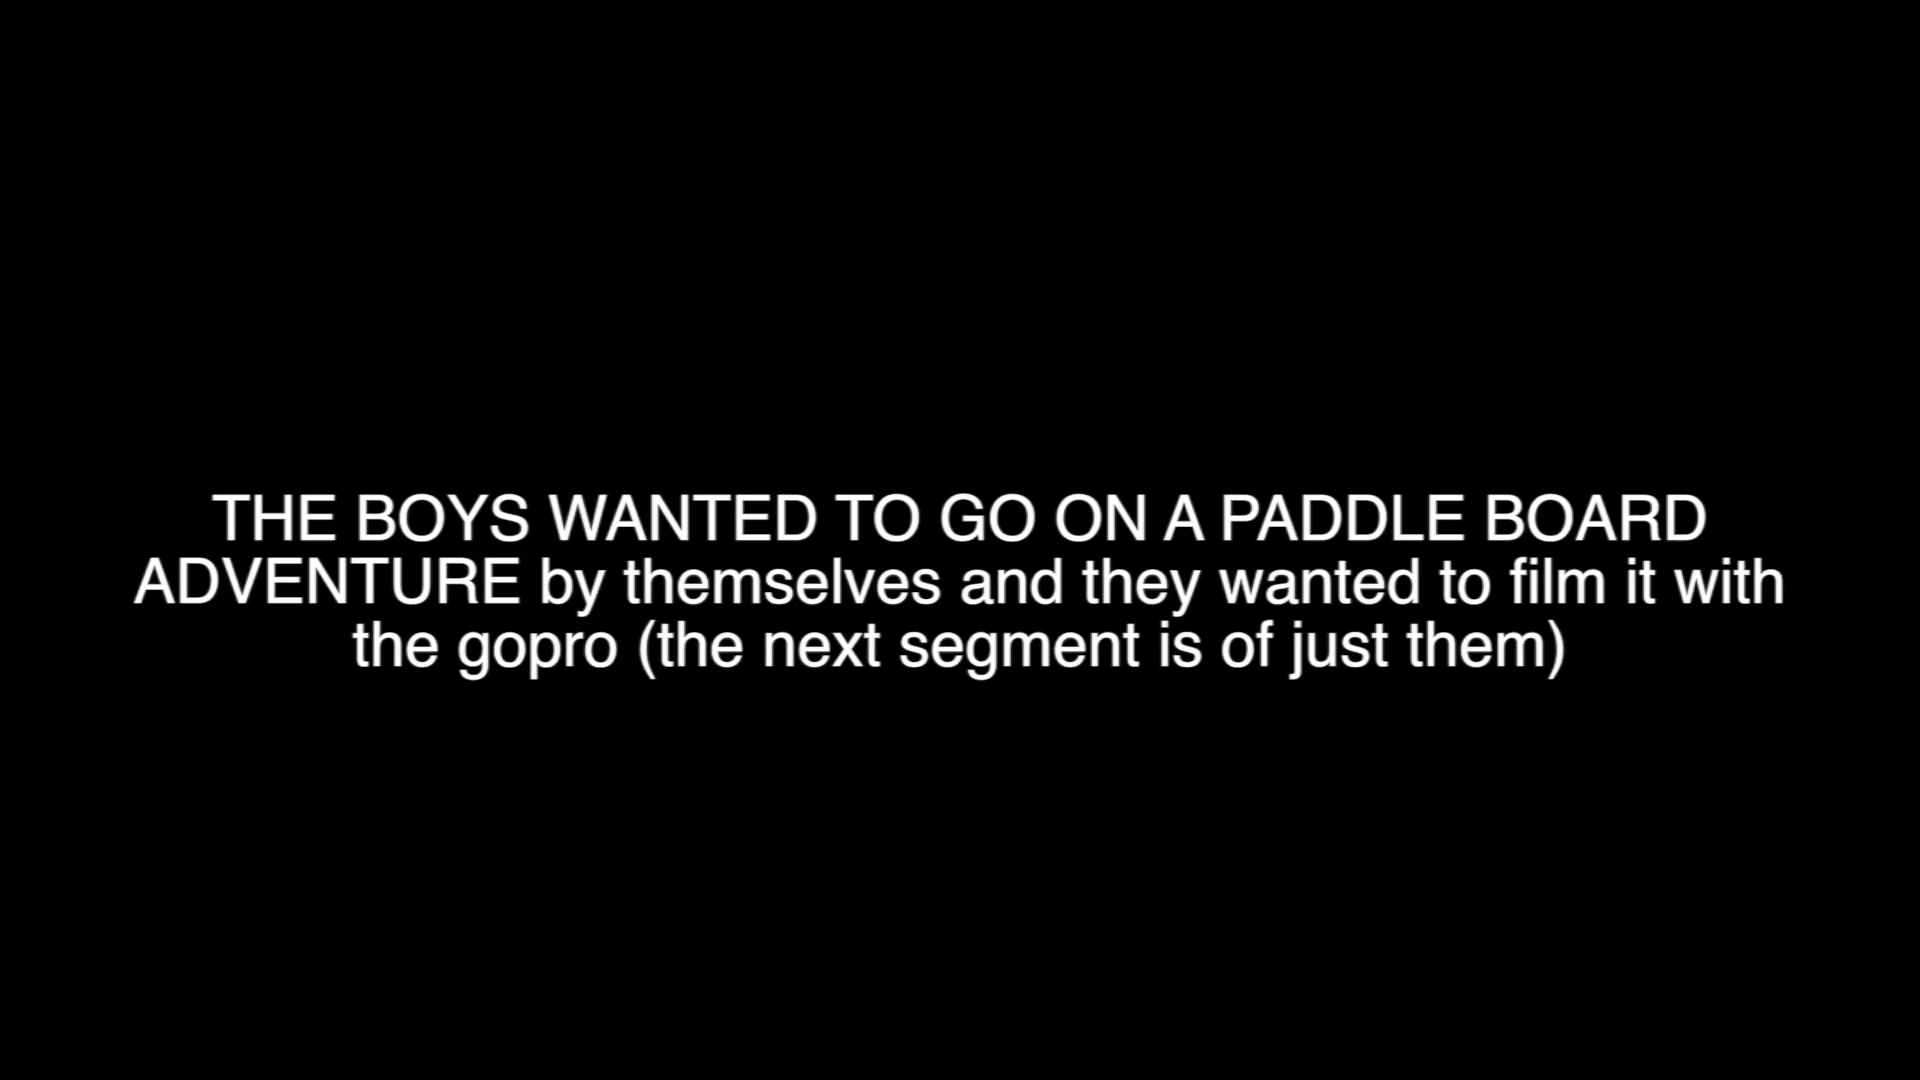 THE BOYS WANTED TO GO ON A PADDLE BOARD
ADVENTURE by themselves and they wanted to film it with
the gopro (the next segment is of just them)